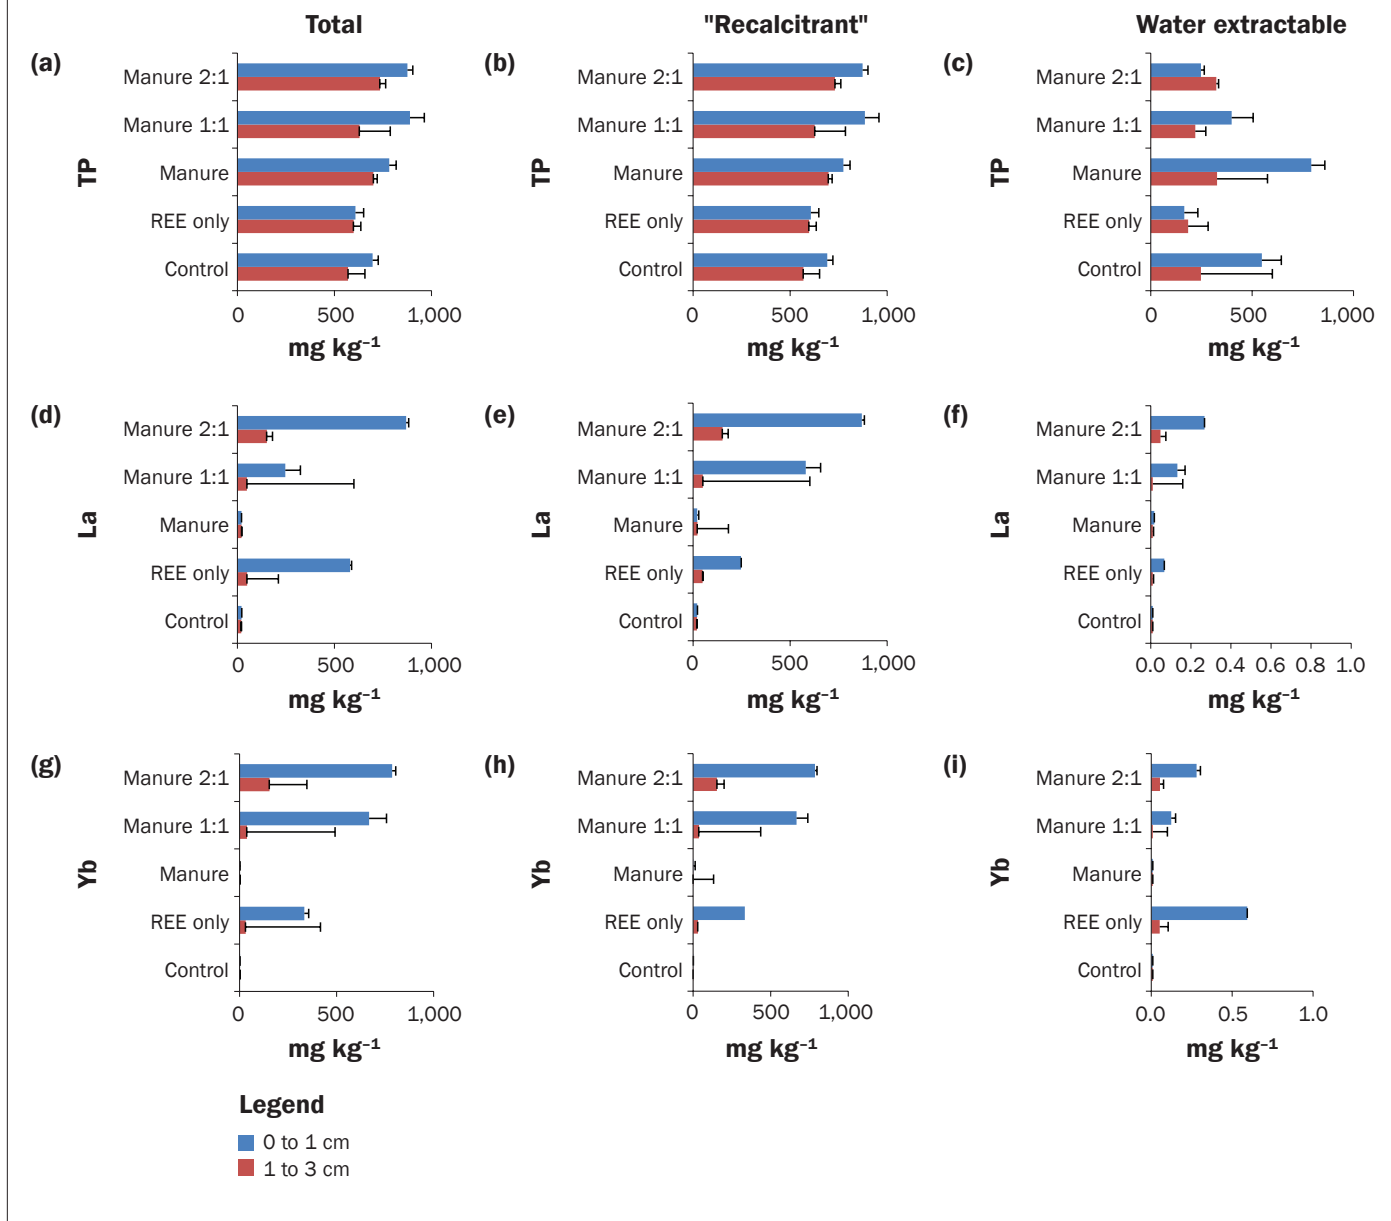 Total "Recalcitrant" Water extractable
(a) (b) (c)
TP
Manure 2:1
Manure 1:1
Manure
REE only
Control
0 500 1,000
mg kg⁻¹
TP
Manure 2:1
Manure 1:1
Manure
REE only
Control
0 500 1,000
mg kg⁻¹
TP
Manure 2:1
Manure 1:1
Manure
REE only
Control
0 500 1,000
mg kg⁻¹
(d) (e) (f)
La
Manure 2:1
Manure 1:1
Manure
REE only
Control
0 500 1,000
mg kg⁻¹
La
Manure 2:1
Manure 1:1
Manure
REE only
Control
0 500 1,000
mg kg⁻¹
La
Manure 2:1
Manure 1:1
Manure
REE only
Control
0.0 0.2 0.4 0.6 0.8 1.0
mg kg⁻¹
(g) (h) (i)
Yb
Manure 2:1
Manure 1:1
Manure
REE only
Control
0 500 1,000
mg kg⁻¹
Yb
Manure 2:1
Manure 1:1
Manure
REE only
Control
0 500 1,000
mg kg⁻¹
Yb
Manure 2:1
Manure 1:1
Manure
REE only
Control
0.0 0.5 1.0
mg kg⁻¹
Legend
0 to 1 cm
1 to 3 cm